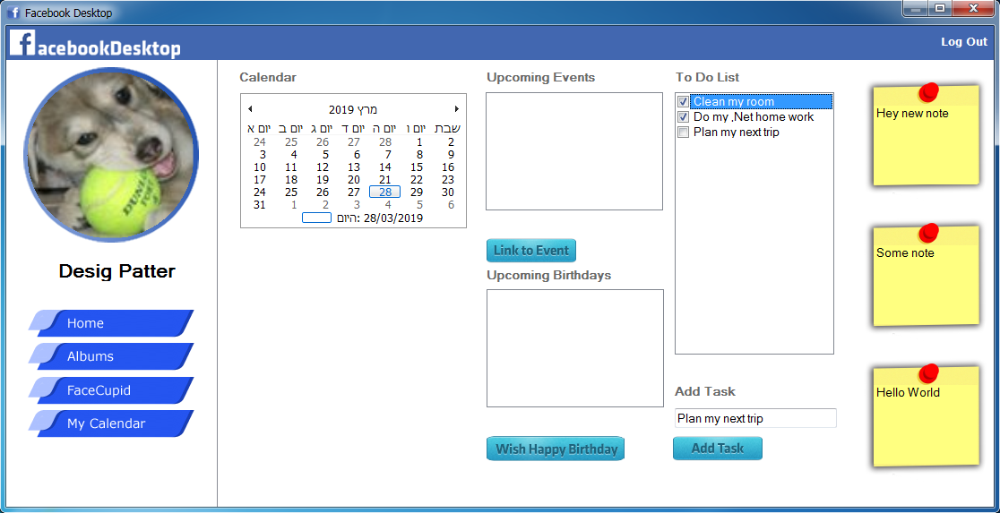 Facebook Desktop
facebookDesktop
Log Out
Desig Patter
Home
Albums
FaceCupid
My Calendar
Calendar
מרץ 2019
יום א יום ב יום ג יום ד יום ה יום ו שבת
24 25 26 27 28 1 2
3 4 5 6 7 8 9
10 11 12 13 14 15 16
17 18 19 20 21 22 23
24 25 26 27 28 29 30
31 1 2 3 4 5 6
היום: 28/03/2019
Upcoming Events
Link to Event
Upcoming Birthdays
Wish Happy Birthday
To Do List
Clean my room
Do my ,Net home work
Plan my next trip
Add Task
Plan my next trip
Add Task
Hey new note
Some note
Hello World